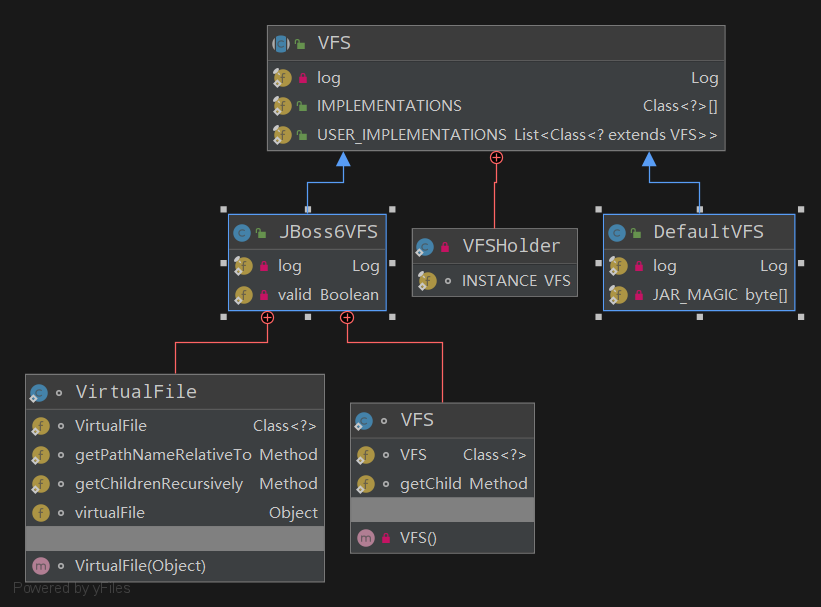 VFS
log Log
IMPLEMENTATIONS Class<?>[]
USER_IMPLEMENTATIONS List<Class<? extends VFS>>
JBoss6VFS
log Log
valid Boolean
VFSHolder
INSTANCE VFS
DefaultVFS
log Log
JAR_MAGIC byte[]
VirtualFile
VirtualFile Class<?>
getPathNameRelativeTo Method
getChildrenRecursively Method
virtualFile Object
VirtualFile(Object)
VFS
VFS Class<?>
getChild Method
VFS()
Powered by yFiles